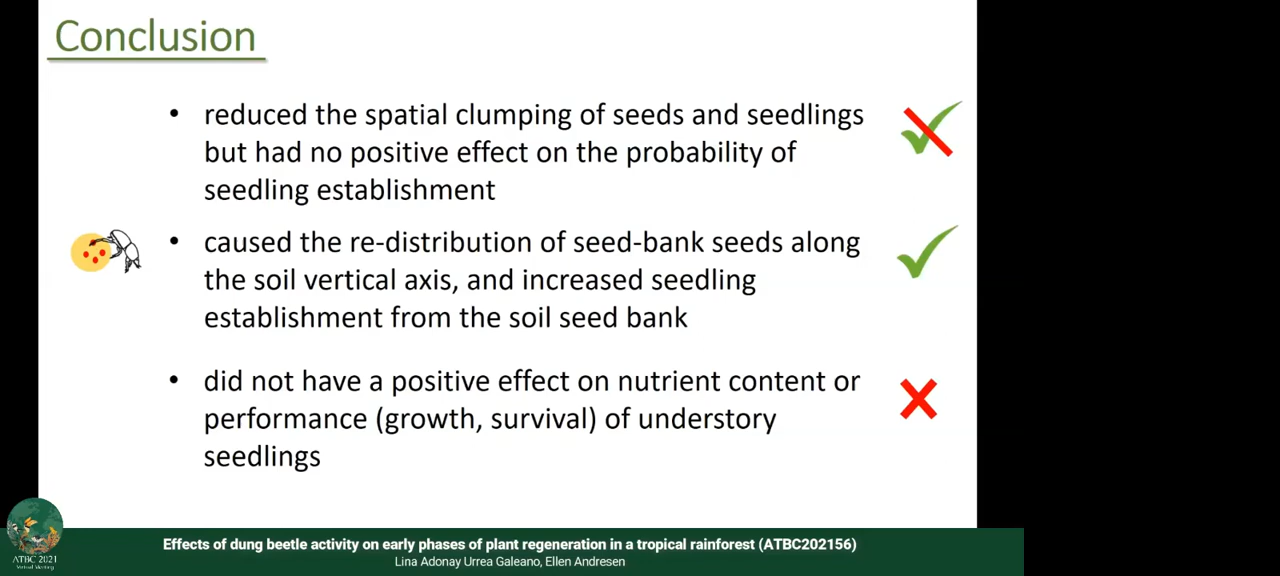 Conclusion
• reduced the spatial clumping of seeds and seedlings
but had no positive effect on the probability of
seedling establishment
• caused the re-distribution of seed-bank seeds along
the soil vertical axis, and increased seedling
establishment from the soil seed bank
• did not have a positive effect on nutrient content or
performance (growth, survival) of understory
seedlings
ATBC 2021
Virtual Meeting
Effects of dung beetle activity on early phases of plant regeneration in a tropical rainforest (ATBC202156)
Lina Adonay Urrea Galeano, Ellen Andresen